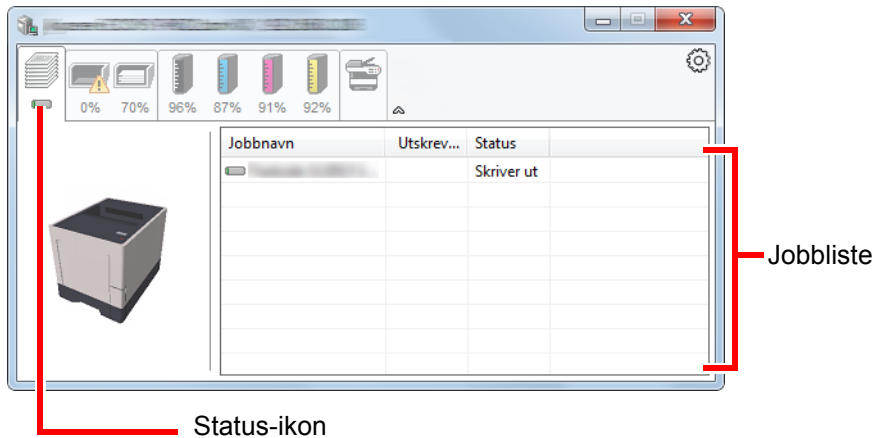 0% 70% 96% 87% 91% 92%
Jobbnavn Utskrev... Status
Skriver ut
Jobbliste
Status-ikon